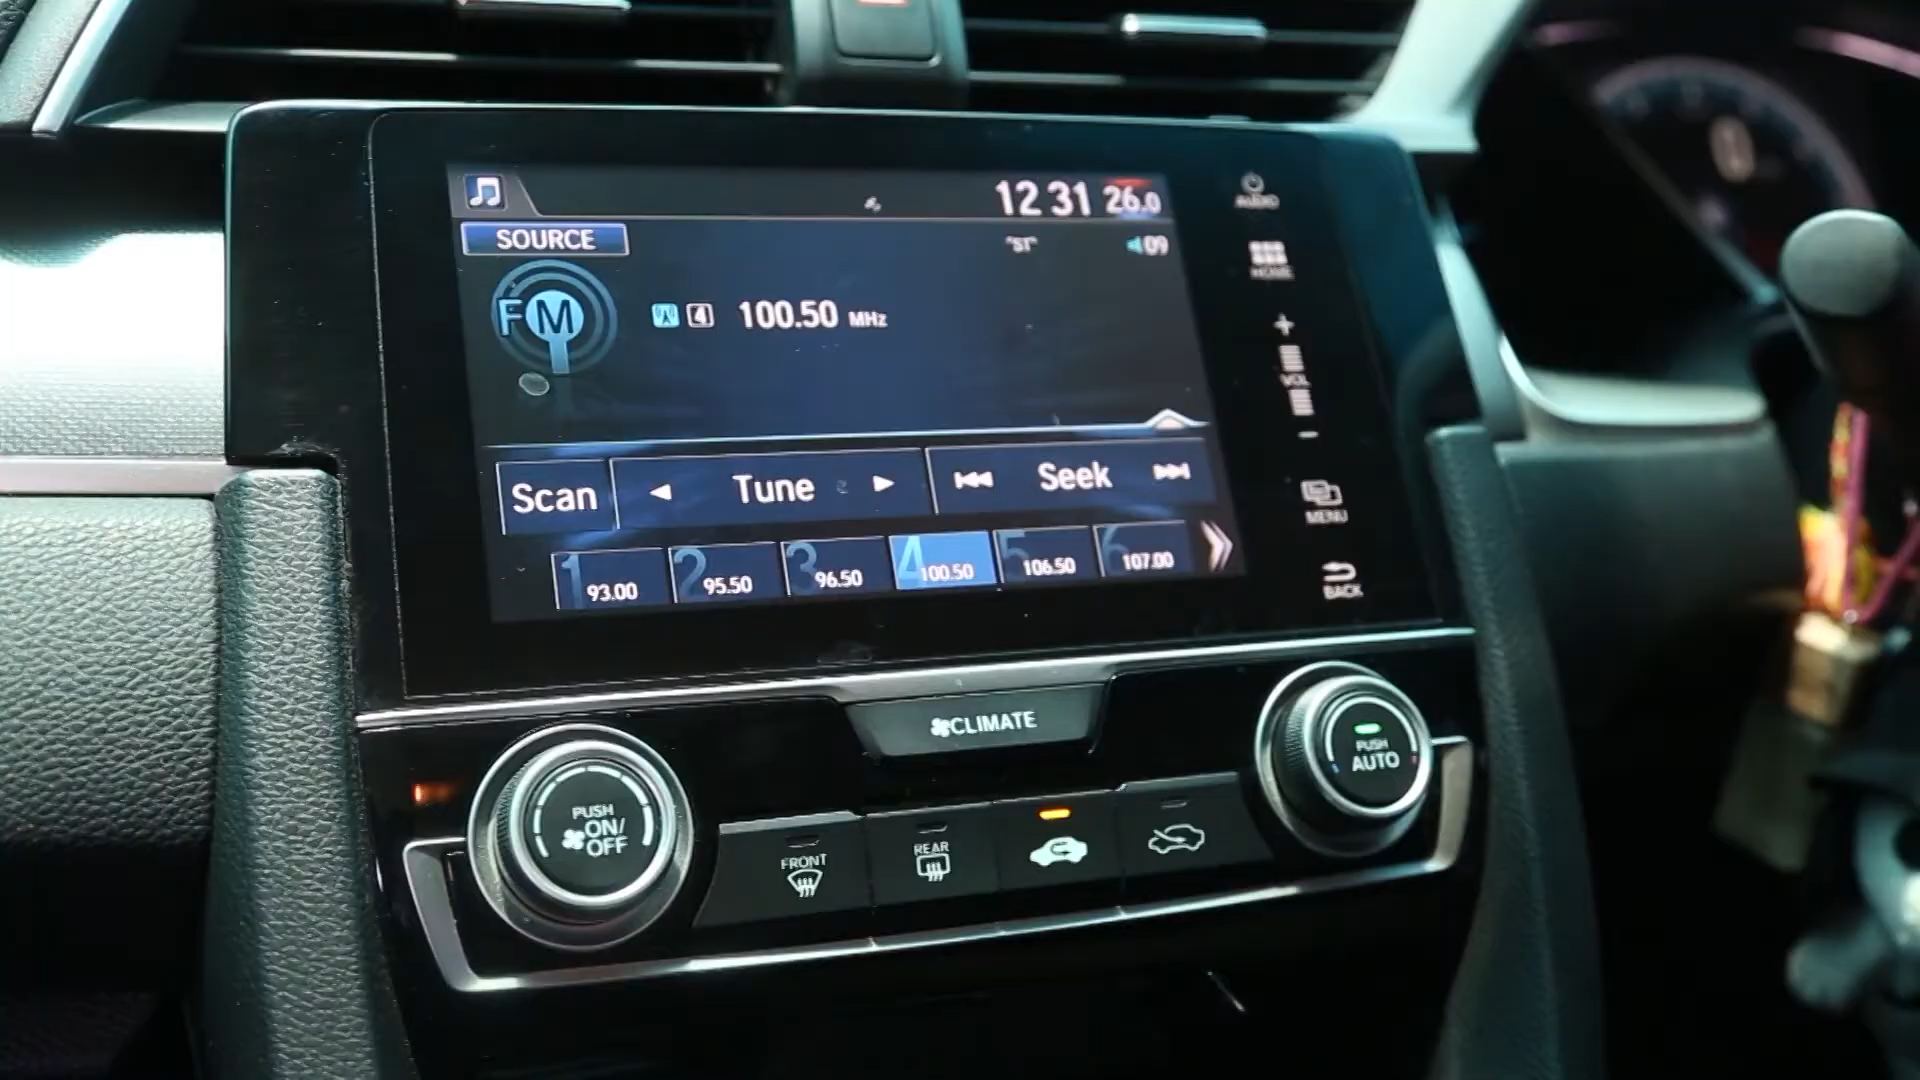 12 31 26.0
AUDIO
SOURCE
"ST" 09
HOME
FM 4 100.50 MHz
+
VOL
-
Scan Tune Seek
MENU
1 93.00 2 95.50 3 96.50 4 100.50 5 106.50 6 107.00
BACK
CLIMATE
PUSH
AUTO
PUSH
ON/
OFF
FRONT
REAR
0